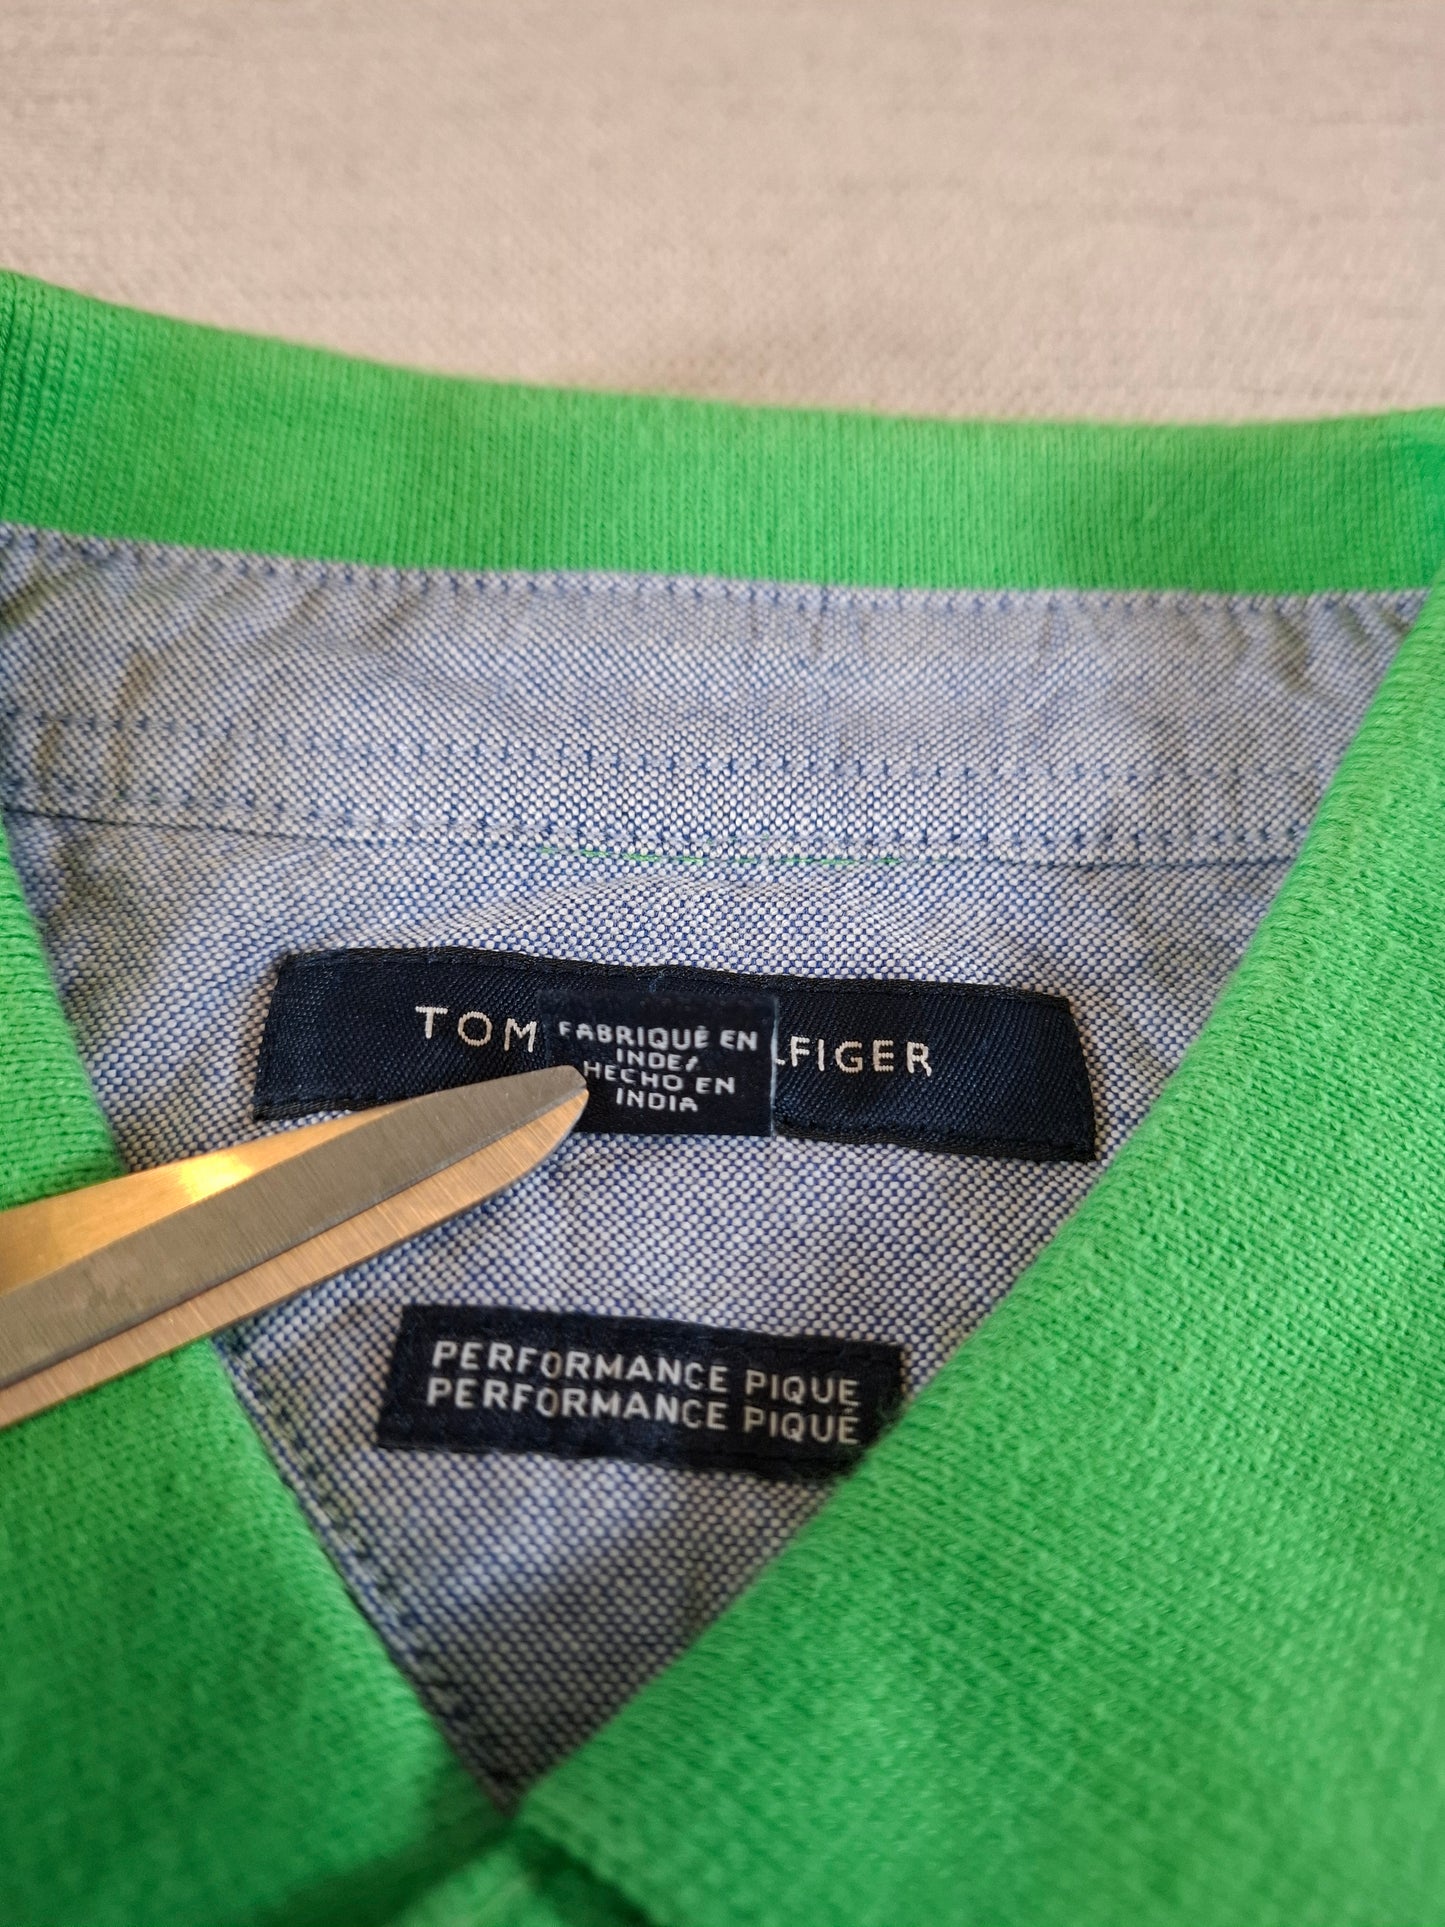 TOM LFIGER
FABRIQUÉ EN
INDE/
HECHO EN
INDIA
PERFORMANCE PIQUE
PERFORMANCE PIQUÉ